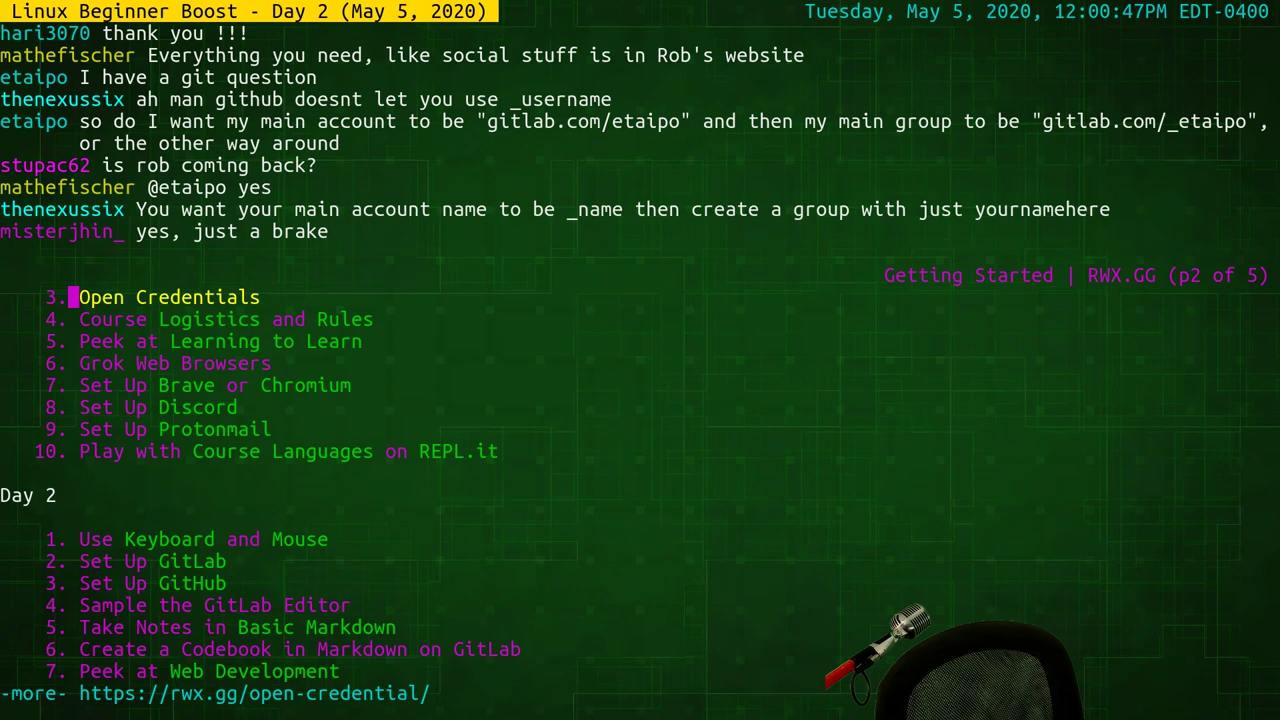 Linux Beginner Boost - Day 2 (May 5, 2020)
Tuesday, May 5, 2020, 12:00:47PM EDT-0400
hari3070 thank you !!!
mathefischer Everything you need, like social stuff is in Rob's website
etaipo I have a git question
thenexussix ah man github doesnt let you use _username
etaipo so do I want my main account to be "gitlab.com/etaipo" and then my main group to be "gitlab.com/_etaipo",
or the other way around
stupac62 is rob coming back?
mathefischer @etaipo yes
thenexussix You want your main account name to be _name then create a group with just yournamehere
misterjhin_ yes, just a brake
Getting Started | RWX.GG (p2 of 5)
3. Open Credentials
4. Course Logistics and Rules
5. Peek at Learning to Learn
6. Grok Web Browsers
7. Set Up Brave or Chromium
8. Set Up Discord
9. Set Up Protonmail
10. Play with Course Languages on REPL.it
Day 2
1. Use Keyboard and Mouse
2. Set Up GitLab
3. Set Up GitHub
4. Sample the GitLab Editor
5. Take Notes in Basic Markdown
6. Create a Codebook in Markdown on GitLab
7. Peek at Web Development
-more- https://rwx.gg/open-credential/